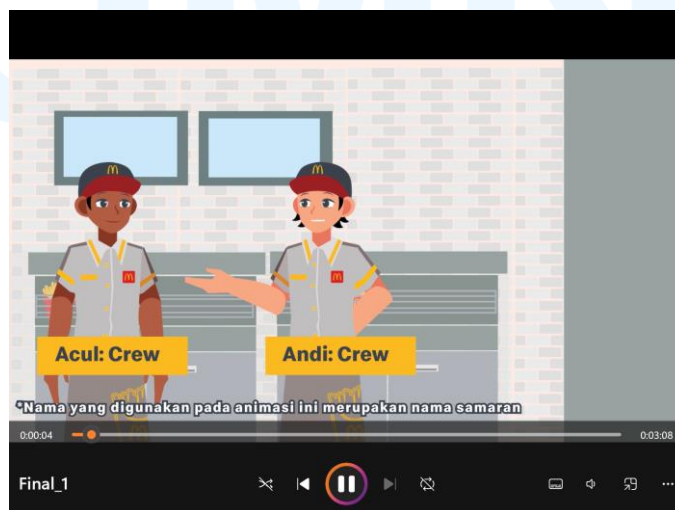 Acul: Crew
Andi: Crew
*Nama yang digunakan pada animasi ini merupakan nama samaran
0:00:04
0:03:08
Final_1